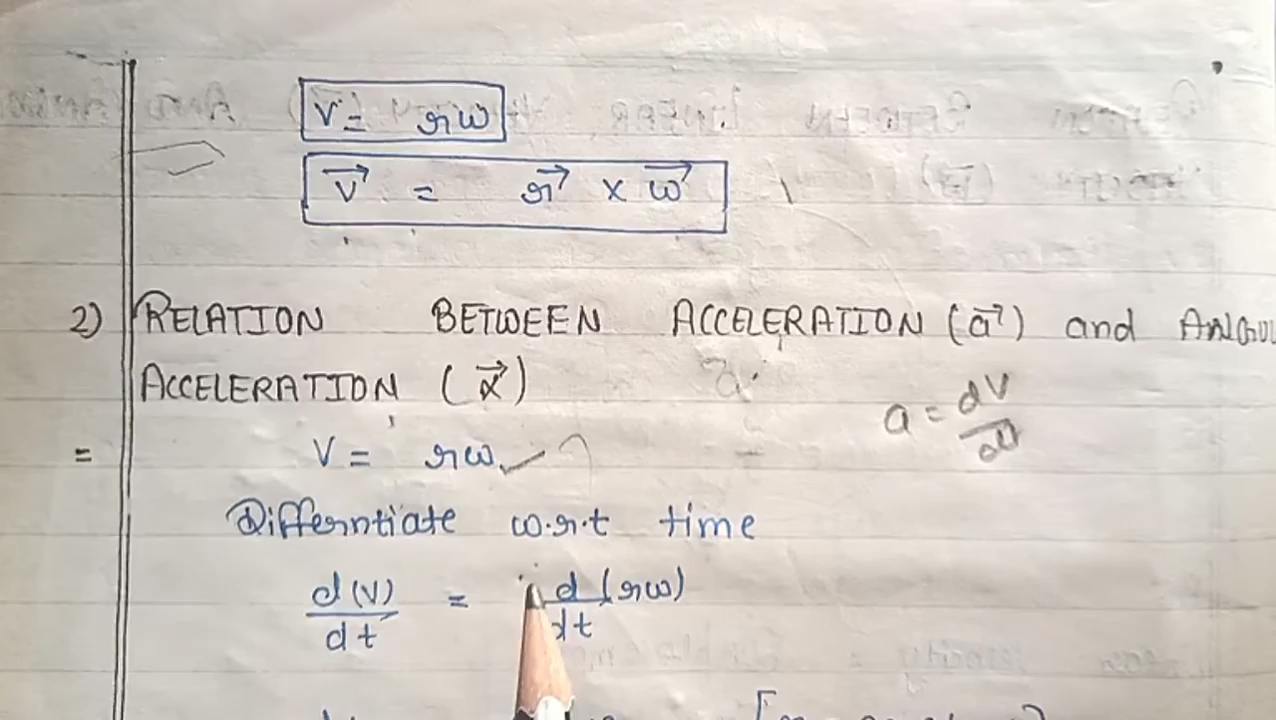 V = rω
v⃗ = r⃗ × ω⃗
2) RELATION BETWEEN ACCELERATION (a⃗) and
ACCELERATION (α⃗)
a = dV/dt
= V = rω
Differntiate w.r.t time
d(V)/dt = d/dt (rω)